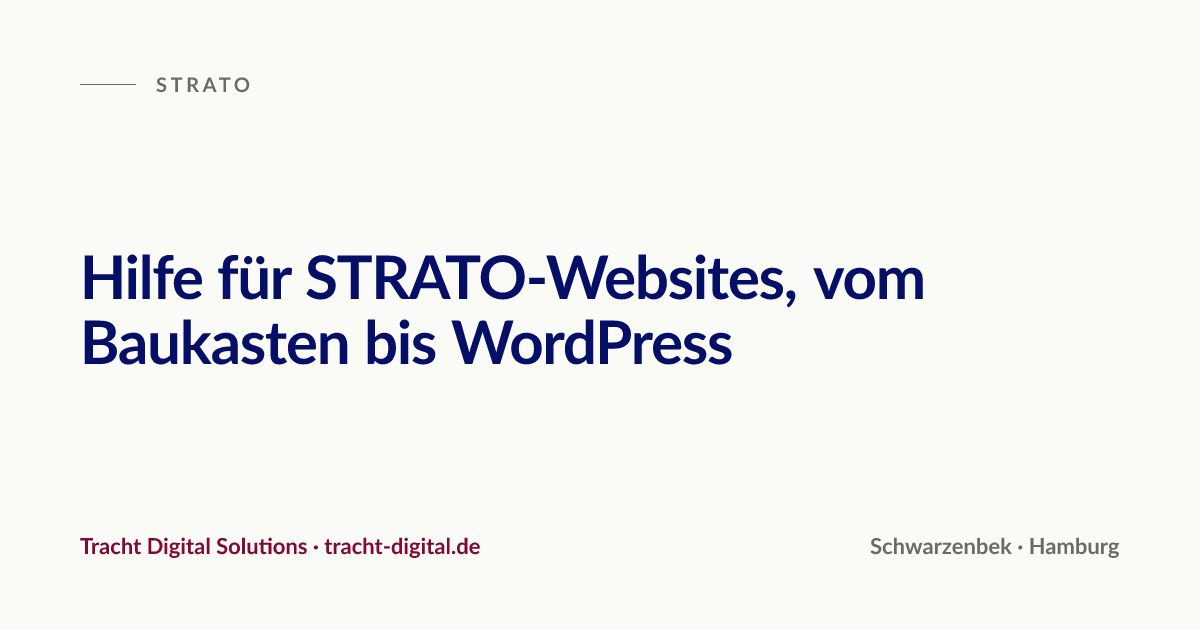 STRATO
Hilfe für STRATO-Websites, vom
Baukasten bis WordPress
Tracht Digital Solutions · tracht-digital.de
Schwarzenbek · Hamburg